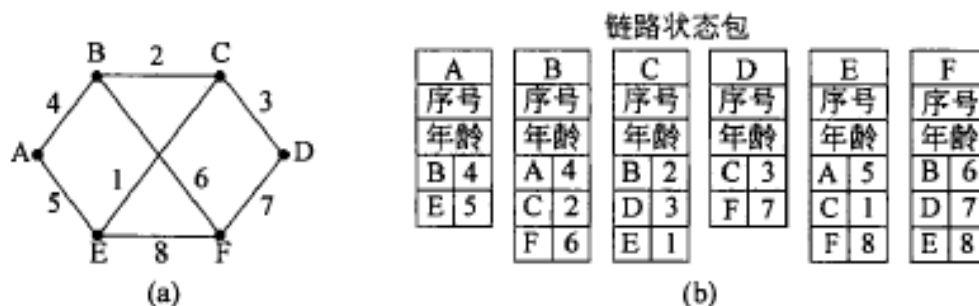 链路状态包
B 2 C
4 3
A D
1 6
5 7
E 8 F
(a)
A B C D E F
序号 序号 序号 序号 序号 序号
年龄 年龄 年龄 年龄 年龄 年龄
B 4 A 4 B 2 C 3 A 5 B 6
E 5 C 2 D 3 F 7 C 1 D 7
F 6 E 1 F 8 E 8
(b)